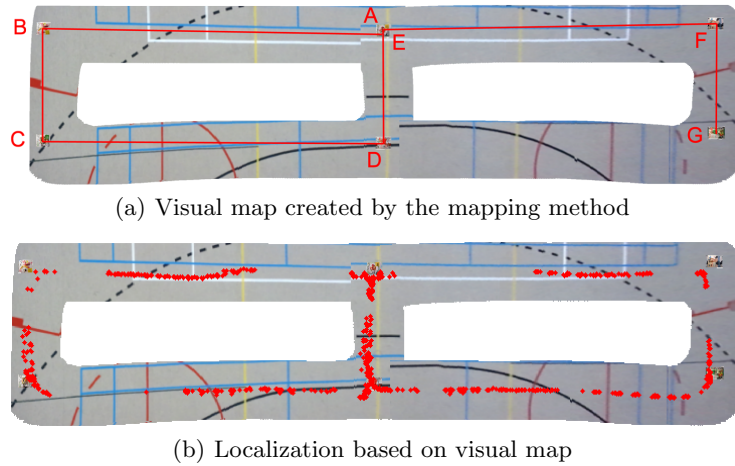 A
B
E
F
C
D
G
(a) Visual map created by the mapping method
(b) Localization based on visual map